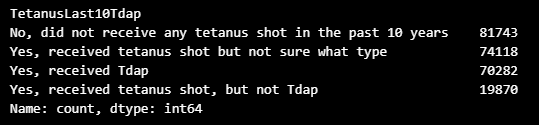 TetanusLast10Tdap
No, did not receive any tetanus shot in the past 10 years    81743
Yes, received tetanus shot but not sure what type            74118
Yes, received Tdap                                           70282
Yes, received tetanus shot, but not Tdap                     19870
Name: count, dtype: int64